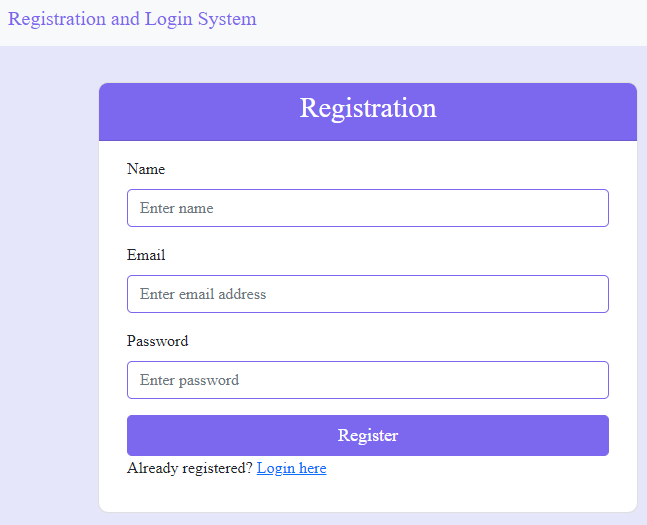 Registration and Login System
Registration
Name
Enter name
Email
Enter email address
Password
Enter password
Register
Already registered? Login here